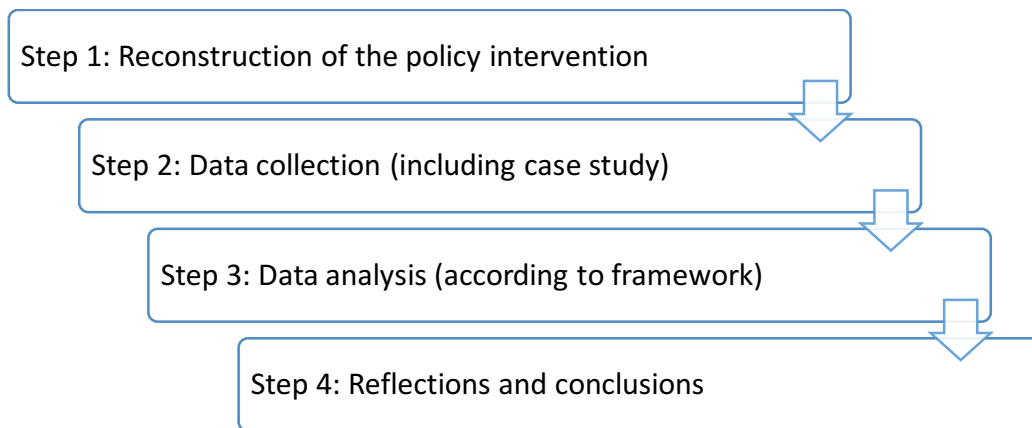 Step 1: Reconstruction of the policy intervention
Step 2: Data collection (including case study)
Step 3: Data analysis (according to framework)
Step 4: Reflections and conclusions